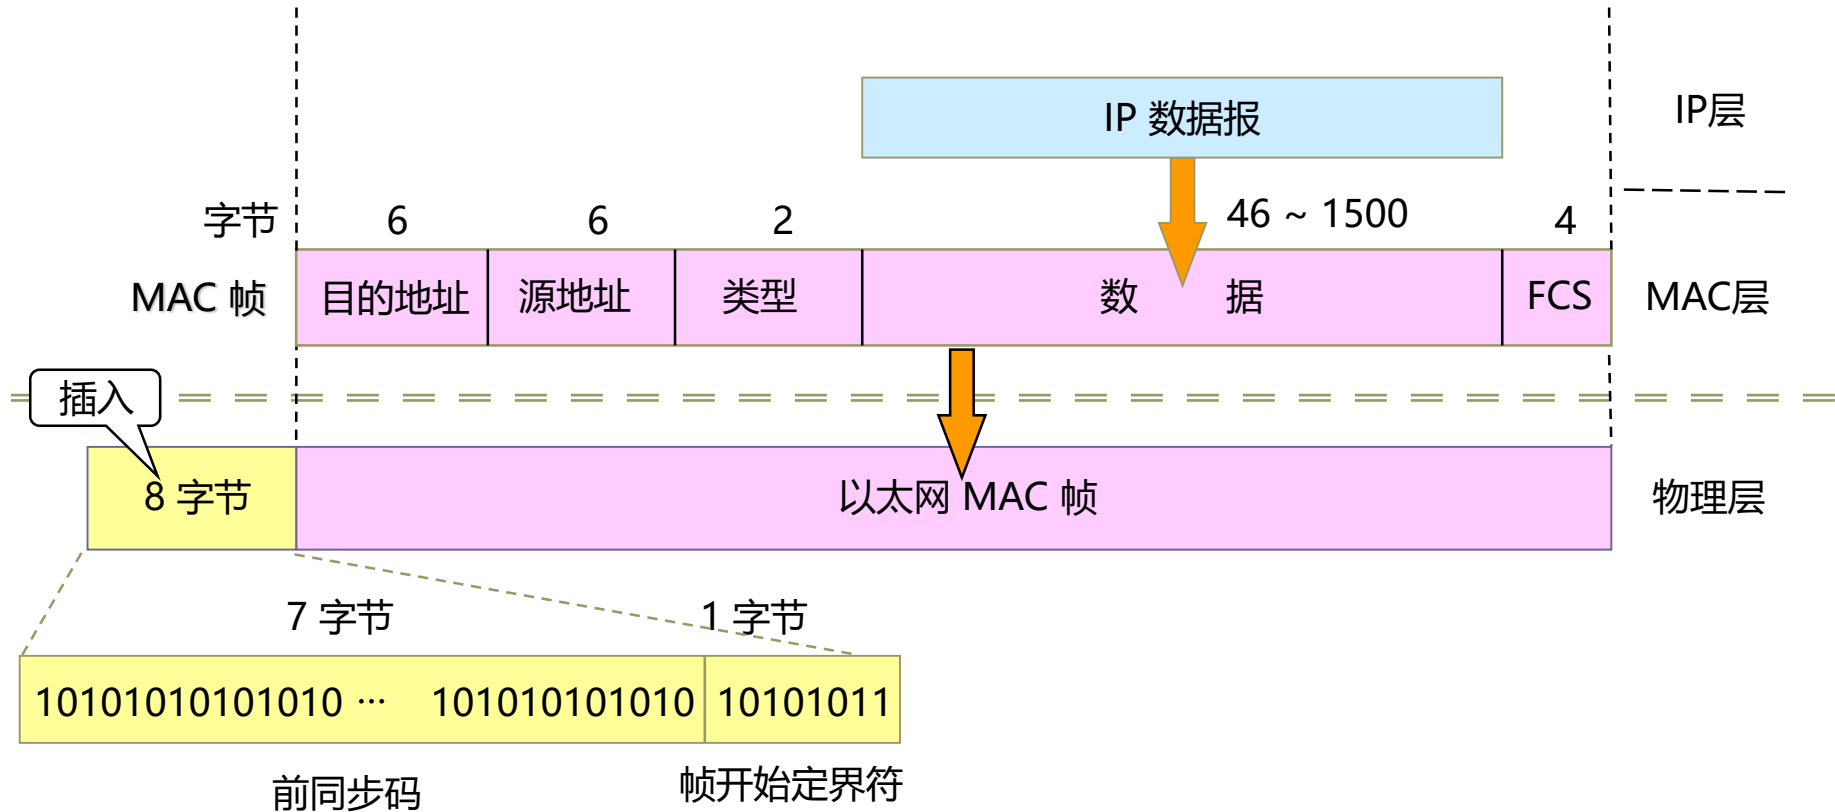 IP 数据报
IP层
字节 6 6 2 46 ~ 1500 4
MAC 帧 目的地址 源地址 类型 数 据 FCS MAC层
插入
8 字节 以太网 MAC 帧 物理层
7 字节 1 字节
10101010101010 ··· 101010101010 10101011
前同步码 帧开始定界符